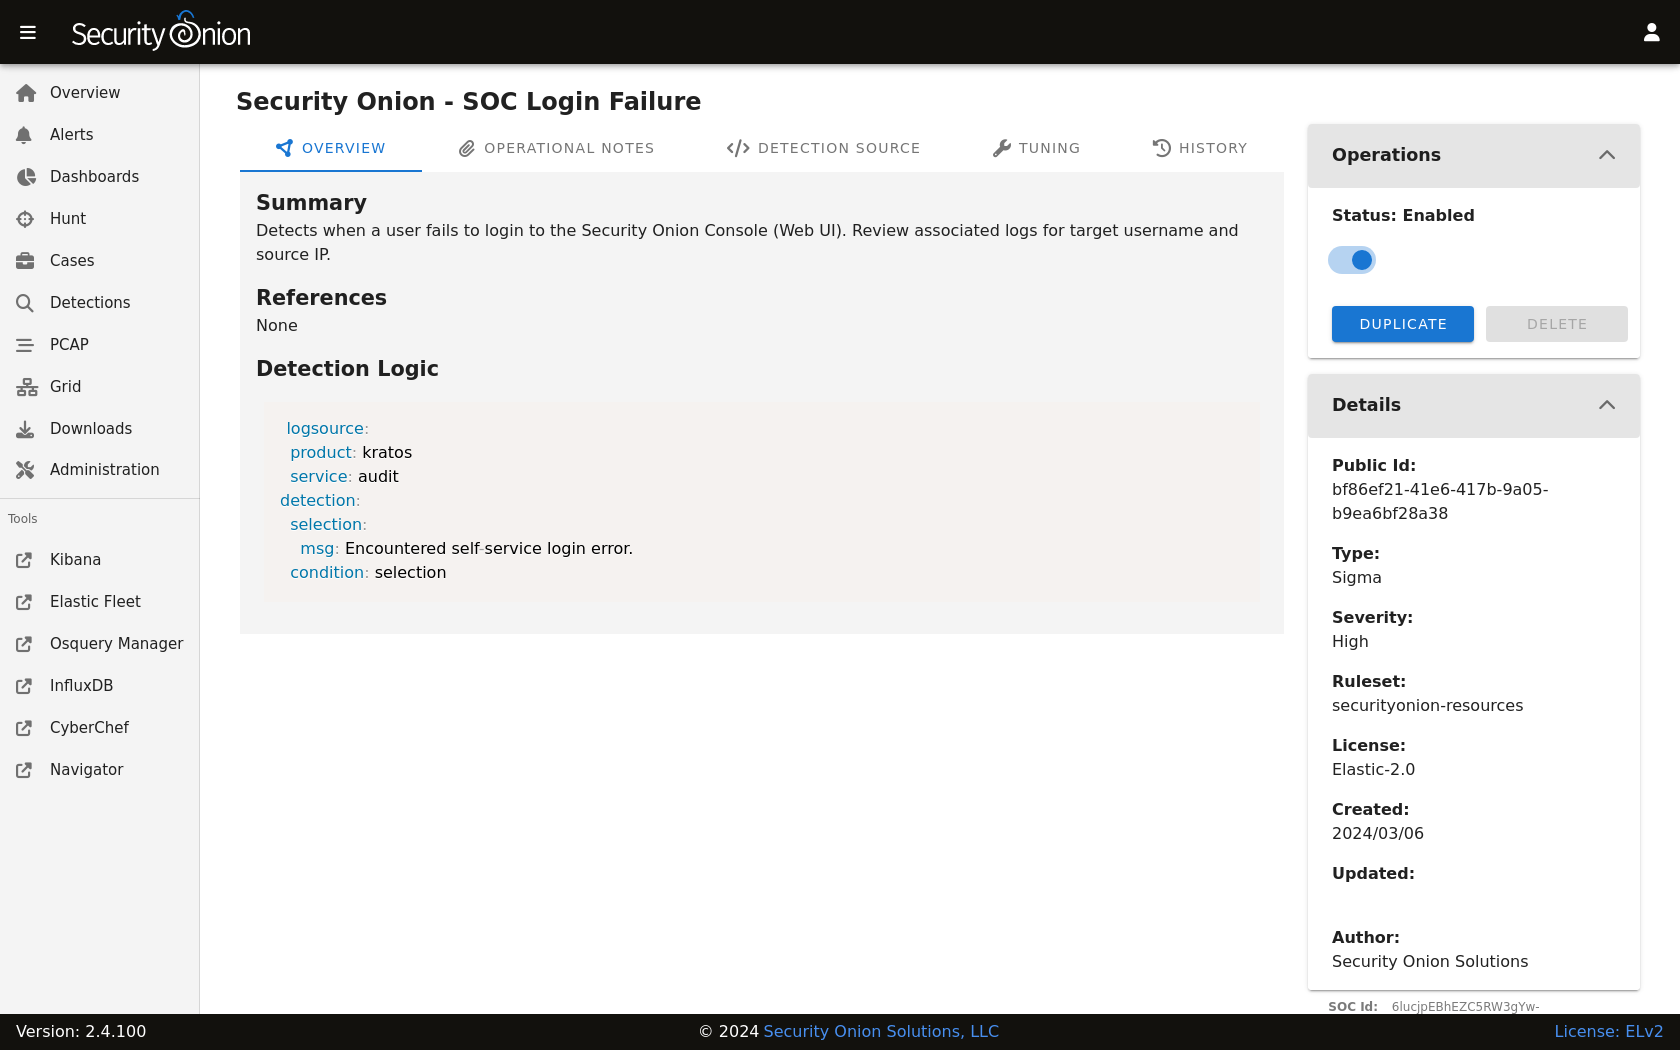 Security Onion
Overview
Alerts
Dashboards
Hunt
Cases
Detections
PCAP
Grid
Downloads
Administration
Tools
Kibana
Elastic Fleet
Osquery Manager
InfluxDB
CyberChef
Navigator
Security Onion - SOC Login Failure
OVERVIEW
OPERATIONAL NOTES
DETECTION SOURCE
TUNING
HISTORY
Summary
Detects when a user fails to login to the Security Onion Console (Web UI). Review associated logs for target username and
source IP.
References
None
Detection Logic
logsource:
product: kratos
service: audit
detection:
selection:
msg: Encountered self-service login error.
condition: selection
Operations
Status: Enabled
DUPLICATE
DELETE
Details
Public Id:
bf86ef21-41e6-417b-9a05-
b9ea6bf28a38
Type:
Sigma
Severity:
High
Ruleset:
securityonion-resources
License:
Elastic-2.0
Created:
2024/03/06
Updated:
Author:
Security Onion Solutions
SOC Id: 6lucjpEBhEZC5RW3gYw-
Version: 2.4.100
© 2024 Security Onion Solutions, LLC
License: ELv2